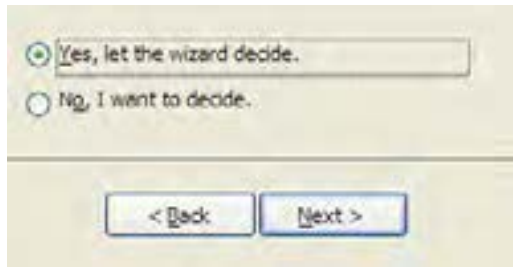 Yes, let the wizard decide.
No, I want to decide.
< Back Next >